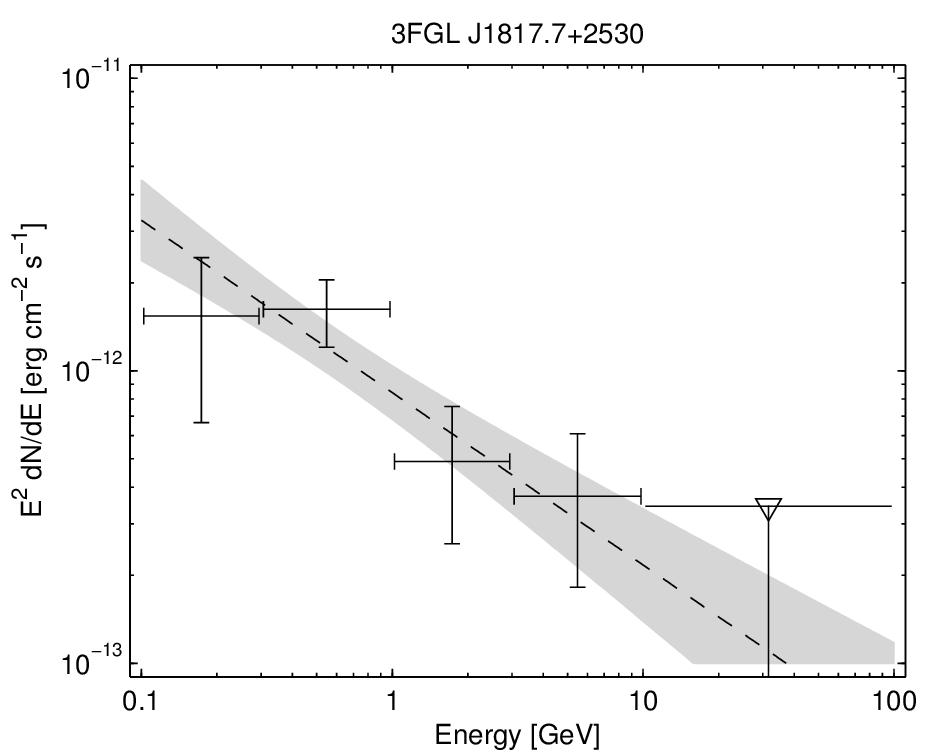 3FGL J1817.7+2530
10⁻¹¹
10⁻¹²
10⁻¹³
E² dN/dE [erg cm⁻² s⁻¹]
0.1
1
10
100
Energy [GeV]